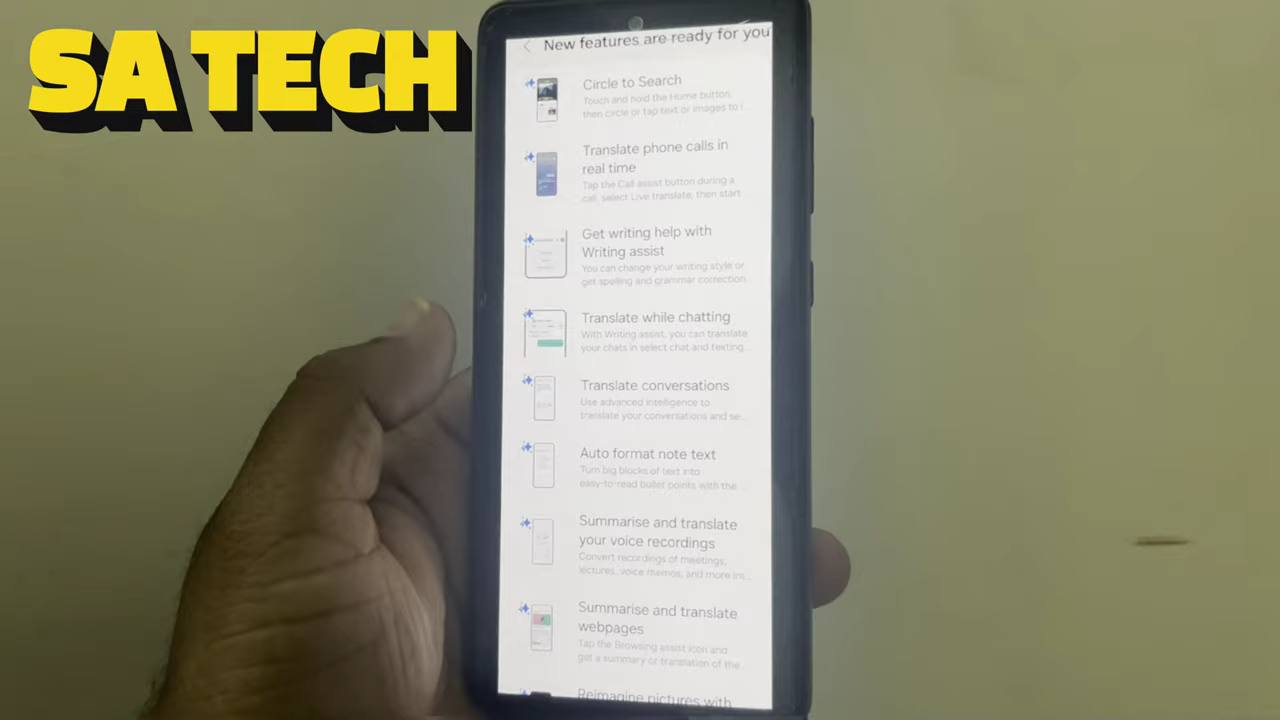 SA TECH
New features are ready for you
Circle to Search
Touch and hold the Home button,
then circle or tap text or images to i...
Translate phone calls in
real time
Tap the Call assist button during a
call, select Live translate, then start
Get writing help with
Writing assist
You can change your writing style or
get spelling and grammar correction
Translate while chatting
With Writing assist, you can translate
your chats in select chat and texting...
Translate conversations
Use advanced intelligence to
translate your conversations and se...
Auto format note text
Turn big blocks of text into
easy-to-read bullet points with the...
Summarise and translate
your voice recordings
Convert recordings of meetings,
lectures, voice memos, and more im...
Summarise and translate
webpages
Tap the Browsing assist icon and
get a summary or translation of the
Reimagine pictures with